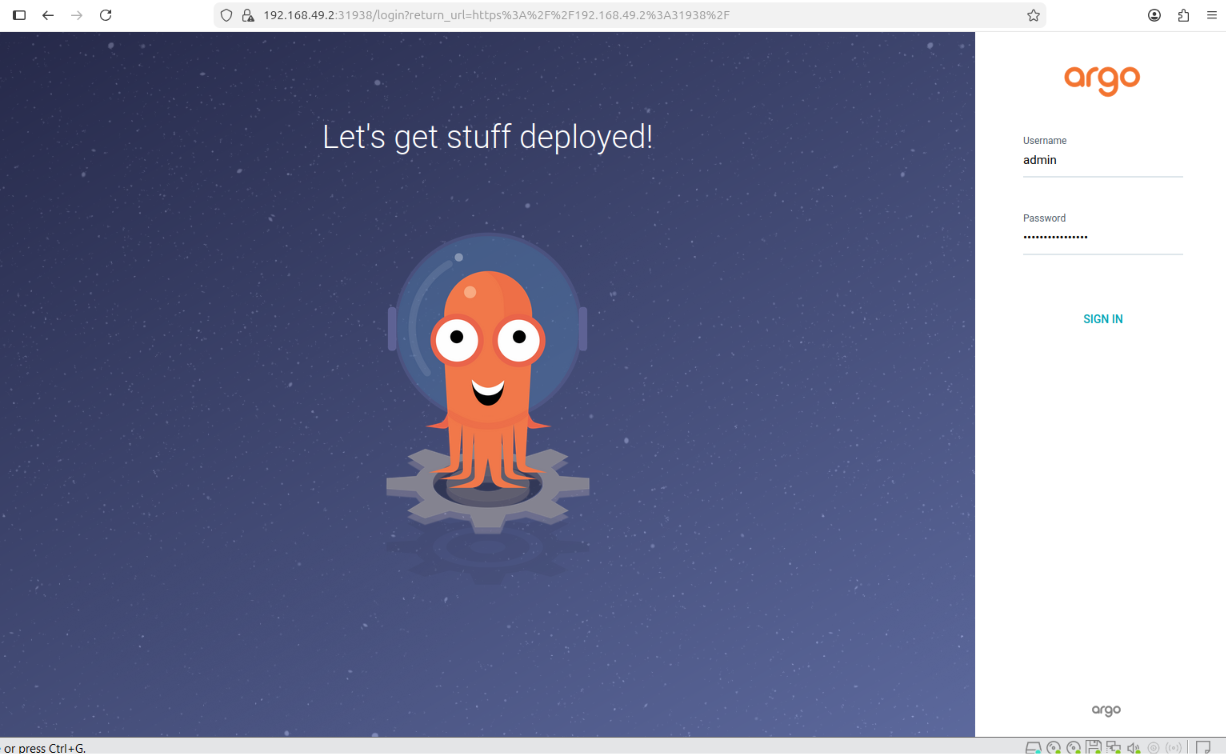 192.168.49.2:31938/login?return_url=https%3A%2F%2F192.168.49.2%3A31938%2F
Let's get stuff deployed!
argo
Username
admin
Password
••••••••••••••••
SIGN IN
argo
or press Ctrl+G.